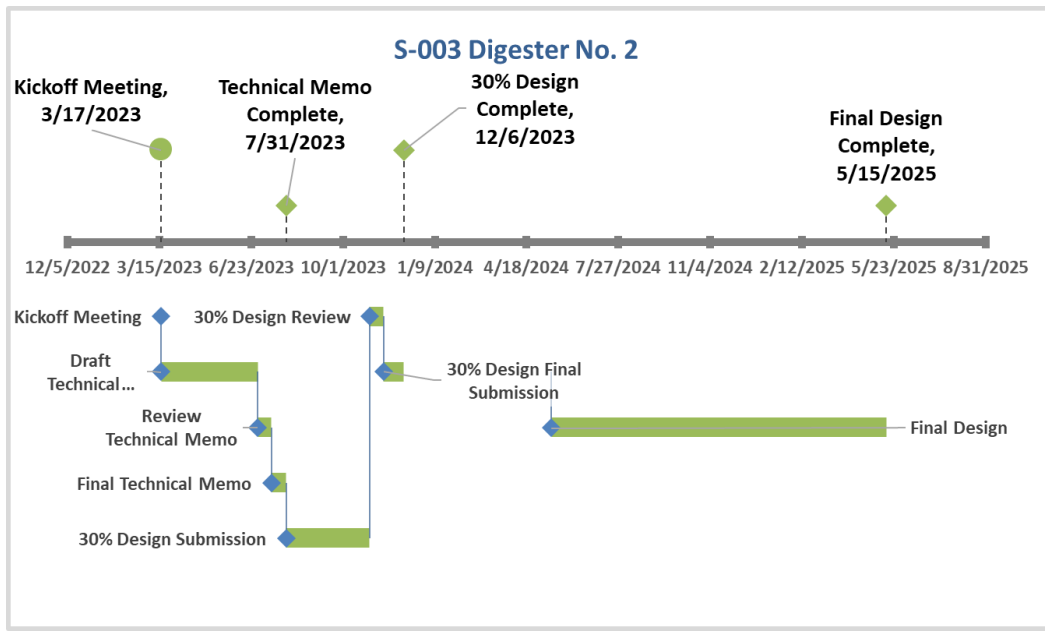 S-003 Digester No. 2
Kickoff Meeting,
3/17/2023
Technical Memo
Complete,
7/31/2023
30% Design
Complete,
12/6/2023
Final Design
Complete,
5/15/2025
12/5/2022 3/15/2023 6/23/2023 10/1/2023 1/9/2024 4/18/2024 7/27/2024 11/4/2024 2/12/2025 5/23/2025 8/31/2025
Kickoff Meeting
30% Design Review
Draft
Technical...
30% Design Final
Submission
Review
Technical Memo
Final Design
Final Technical Memo
30% Design Submission